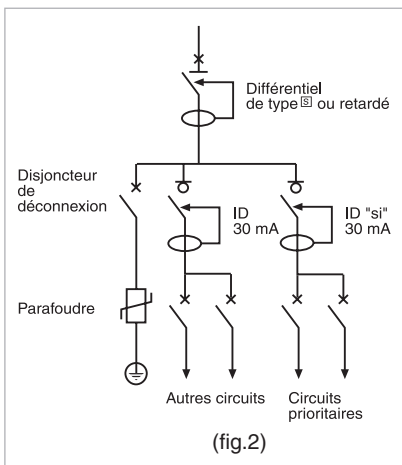 Différentiel
de type S ou retardé
Disjoncteur
de
déconnexion
ID
30 mA
ID "si"
30 mA
Parafoudre
Autres circuits
Circuits
prioritaires
(fig.2)